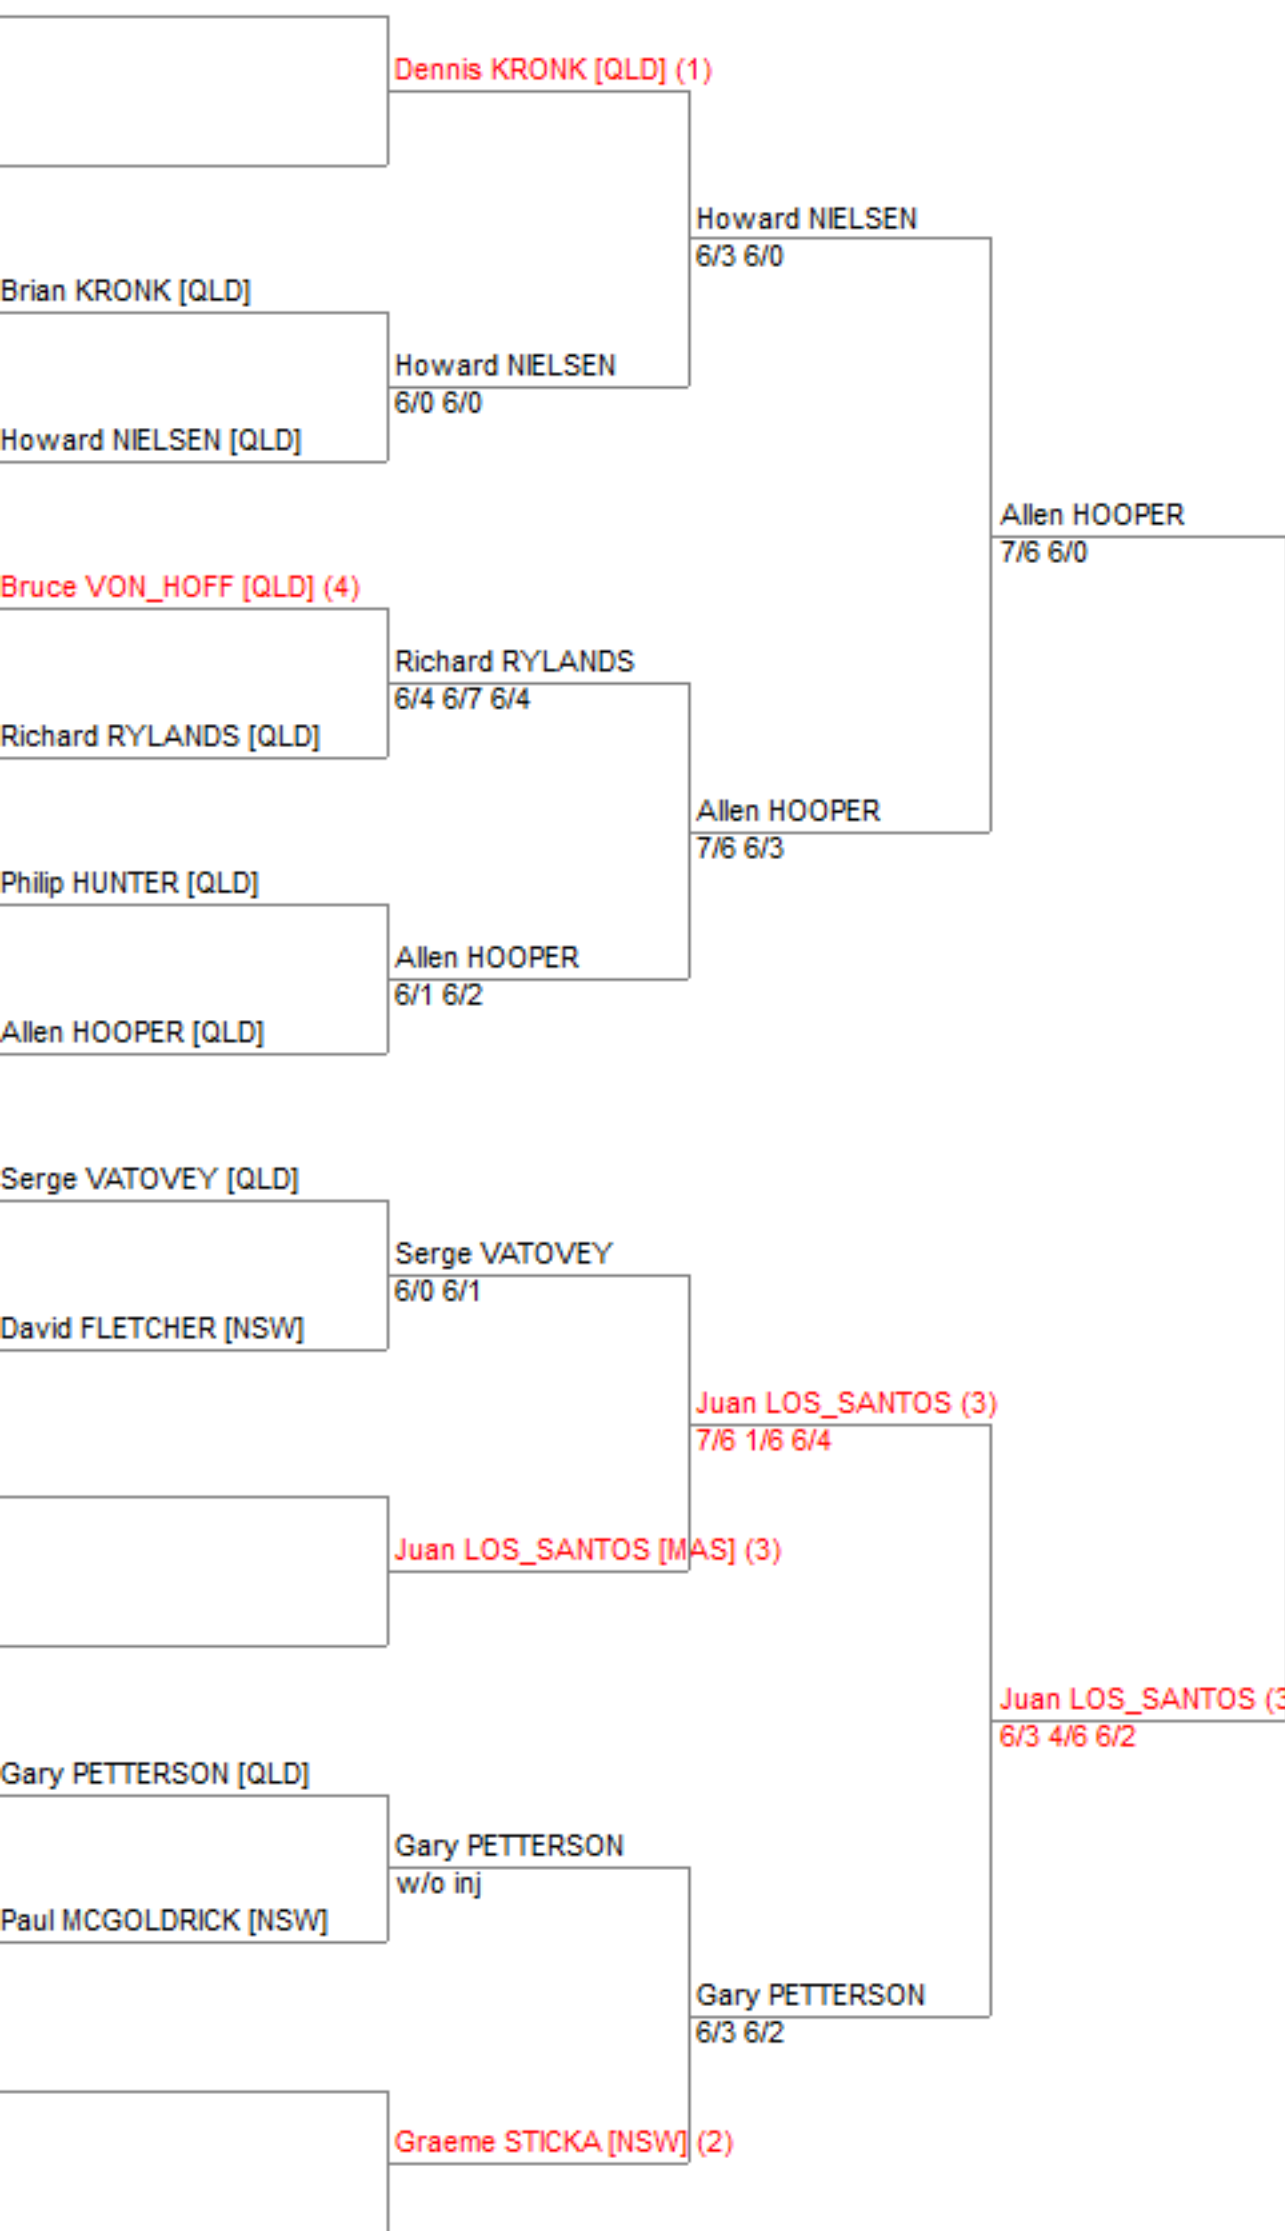 Dennis KRONK [QLD] (1)
Howard NIELSEN
6/3 6/0
Brian KRONK [QLD]
Howard NIELSEN
6/0 6/0
Howard NIELSEN [QLD]
Allen HOOPER
7/6 6/0
Bruce VON_HOFF [QLD] (4)
Richard RYLANDS
6/4 6/7 6/4
Richard RYLANDS [QLD]
Allen HOOPER
7/6 6/3
Philip HUNTER [QLD]
Allen HOOPER
6/1 6/2
Allen HOOPER [QLD]
Serge VATOVEY [QLD]
Serge VATOVEY
6/0 6/1
David FLETCHER [NSW]
Juan LOS_SANTOS (3)
7/6 1/6 6/4
Juan LOS_SANTOS [MAS] (3)
Juan LOS_SANTOS (3
6/3 4/6 6/2
Gary PETTERSON [QLD]
Gary PETTERSON
w/o inj
Paul MCGOLDRICK [NSW]
Gary PETTERSON
6/3 6/2
Graeme STICKA [NSW] (2)